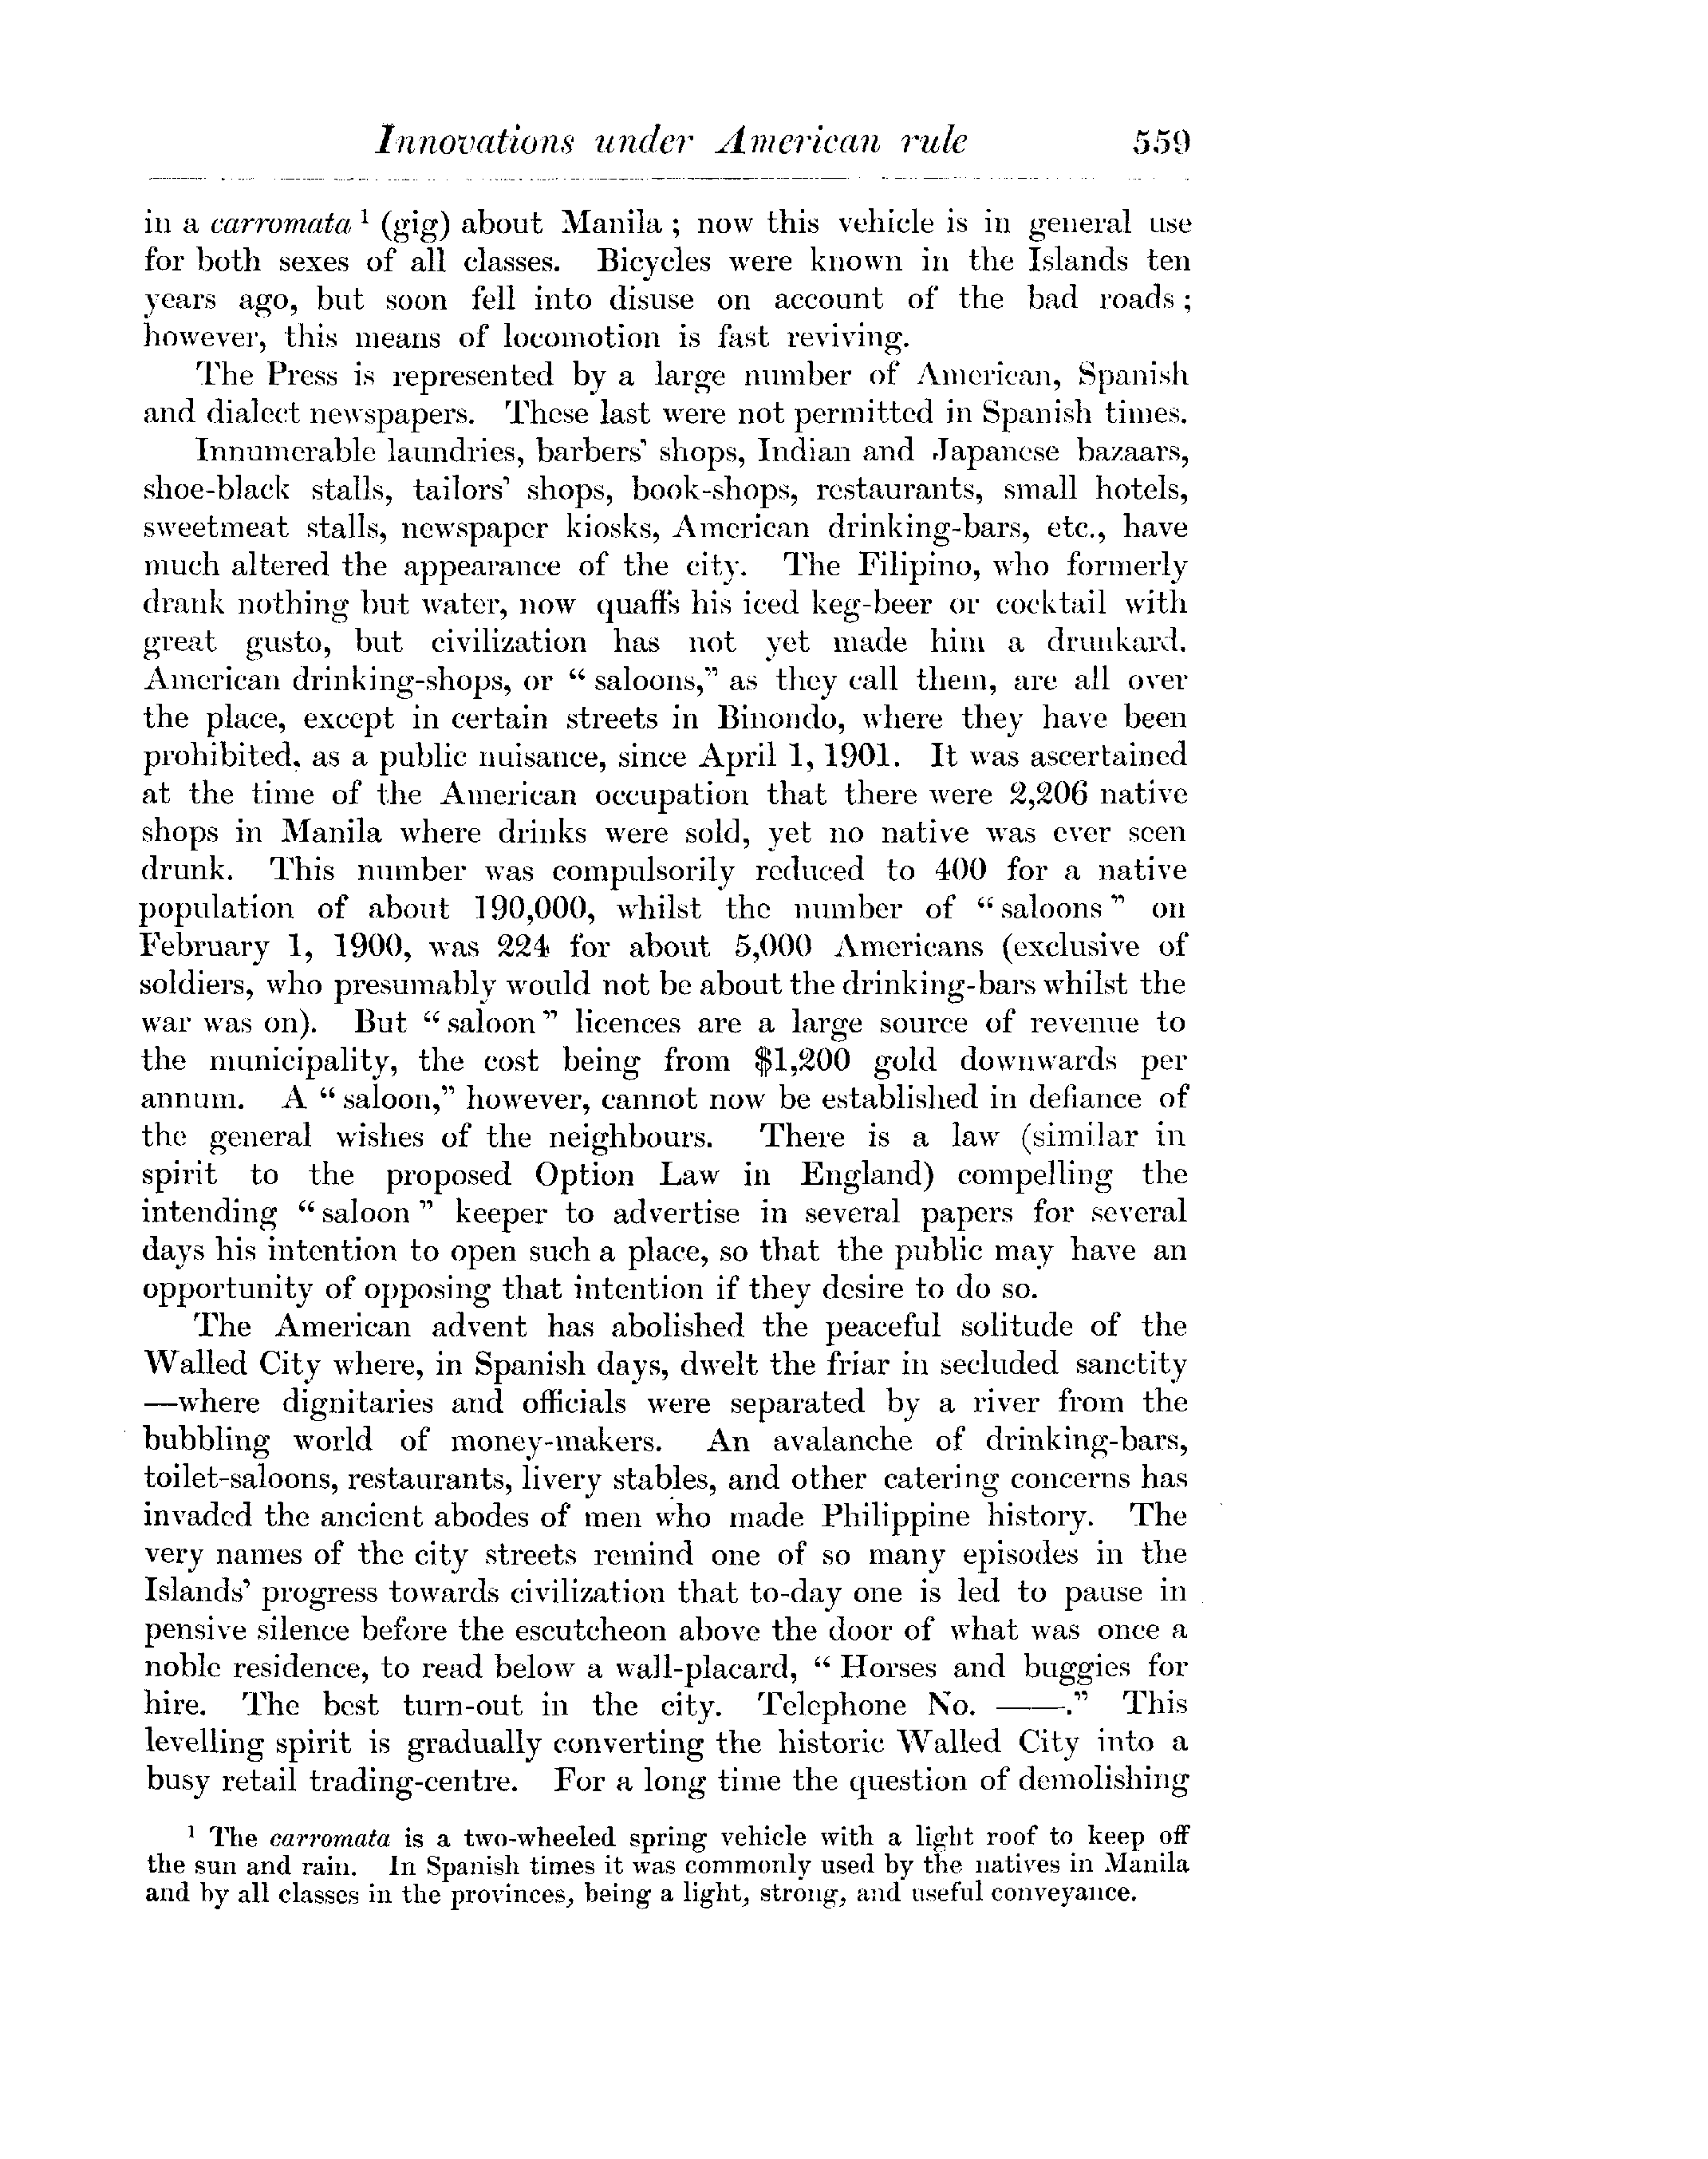 Innovations under American rule 559
in a carromata ¹ (gig) about Manila ; now this vehicle is in general use
for both sexes of all classes. Bicycles were known in the Islands ten
years ago, but soon fell into disuse on account of the bad roads ;
however, this means of locomotion is fast reviving.
The Press is represented by a large number of American, Spanish
and dialect newspapers. These last were not permitted in Spanish times.
Innumerable laundries, barbers' shops, Indian and Japanese bazaars,
shoe-black stalls, tailors' shops, book-shops, restaurants, small hotels,
sweetmeat stalls, newspaper kiosks, American drinking-bars, etc., have
much altered the appearance of the city. The Filipino, who formerly
drank nothing but water, now quaffs his iced keg-beer or cocktail with
great gusto, but civilization has not yet made him a drunkard.
American drinking-shops, or " saloons," as they call them, are all over
the place, except in certain streets in Binondo, where they have been
prohibited, as a public nuisance, since April 1, 1901. It was ascertained
at the time of the American occupation that there were 2,206 native
shops in Manila where drinks were sold, yet no native was ever seen
drunk. This number was compulsorily reduced to 400 for a native
population of about 190,000, whilst the number of " saloons " on
February 1, 1900, was 224 for about 5,000 Americans (exclusive of
soldiers, who presumably would not be about the drinking-bars whilst the
war was on). But " saloon " licences are a large source of revenue to
the municipality, the cost being from $1,200 gold downwards per
annum. A " saloon," however, cannot now be established in defiance of
the general wishes of the neighbours. There is a law (similar in
spirit to the proposed Option Law in England) compelling the
intending " saloon " keeper to advertise in several papers for several
days his intention to open such a place, so that the public may have an
opportunity of opposing that intention if they desire to do so.
The American advent has abolished the peaceful solitude of the
Walled City where, in Spanish days, dwelt the friar in secluded sanctity
—where dignitaries and officials were separated by a river from the
bubbling world of money-makers. An avalanche of drinking-bars,
toilet-saloons, restaurants, livery stables, and other catering concerns has
invaded the ancient abodes of men who made Philippine history. The
very names of the city streets remind one of so many episodes in the
Islands' progress towards civilization that to-day one is led to pause in
pensive silence before the escutcheon above the door of what was once a
noble residence, to read below a wall-placard, " Horses and buggies for
hire. The best turn-out in the city. Telephone No. ——." This
levelling spirit is gradually converting the historic Walled City into a
busy retail trading-centre. For a long time the question of demolishing
¹ The carromata is a two-wheeled spring vehicle with a light roof to keep off
the sun and rain. In Spanish times it was commonly used by the natives in Manila
and by all classes in the provinces, being a light, strong, and useful conveyance.